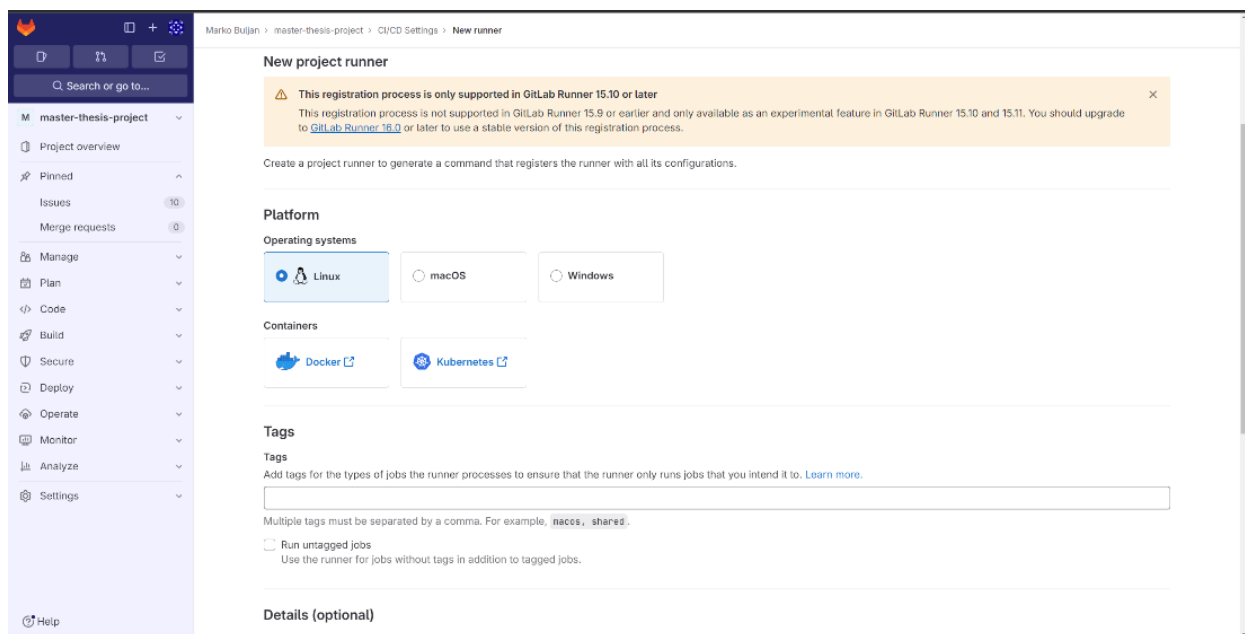 Search or go to...
M master-thesis-project
Project overview
Pinned
Issues 10
Merge requests 0
Manage
Plan
Code
Build
Secure
Deploy
Operate
Monitor
Analyze
Settings
Help
Marko Buljan > master-thesis-project > CI/CD Settings > New runner
New project runner
This registration process is only supported in GitLab Runner 15.10 or later
This registration process is not supported in GitLab Runner 15.9 or earlier and only available as an experimental feature in GitLab Runner 15.10 and 15.11. You should upgrade
to GitLab Runner 16.0 or later to use a stable version of this registration process.
Create a project runner to generate a command that registers the runner with all its configurations.
Platform
Operating systems
Linux
macOS
Windows
Containers
Docker
Kubernetes
Tags
Tags
Add tags for the types of jobs the runner processes to ensure that the runner only runs jobs that you intend it to. Learn more.
Multiple tags must be separated by a comma. For example, nacos, shared.
Run untagged jobs
Use the runner for jobs without tags in addition to tagged jobs.
Details (optional)